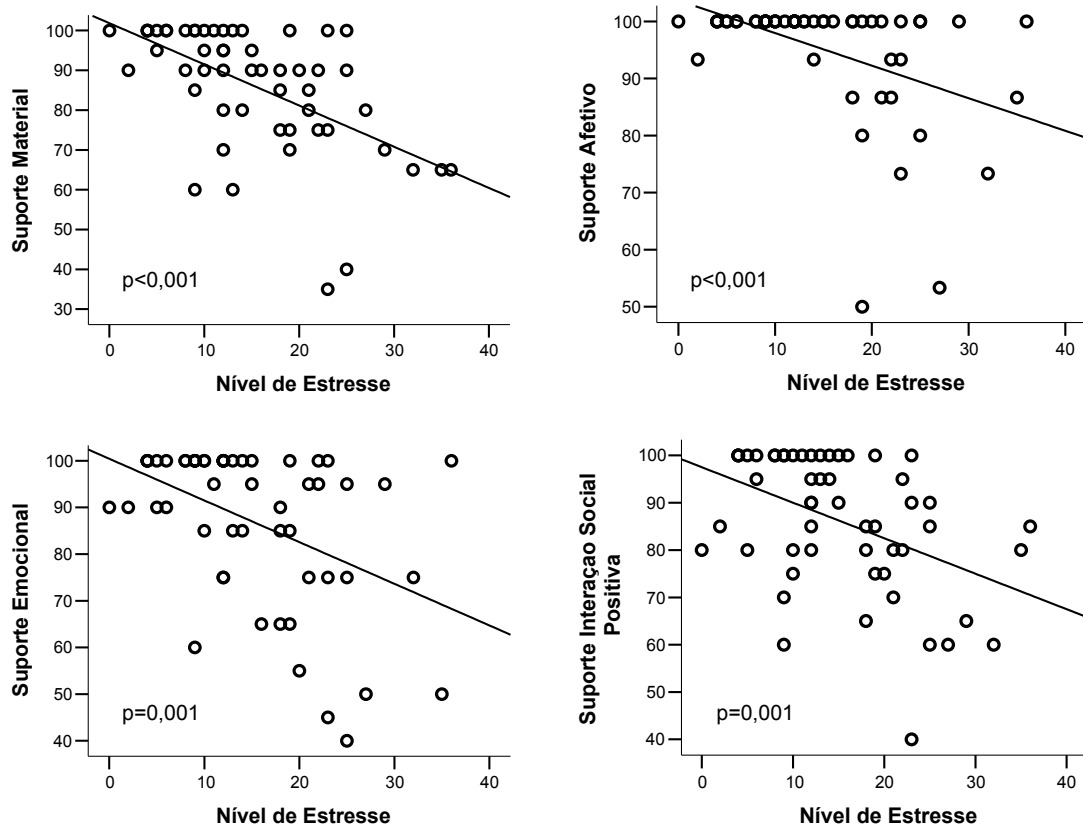 Suporte Material
100
90
80
70
60
50
40
30
p<0,001
0 10 20 30 40
Nível de Estresse
Suporte Afetivo
100
90
80
70
60
50
p<0,001
0 10 20 30 40
Nível de Estresse
Suporte Emocional
100
90
80
70
60
50
40
p=0,001
0 10 20 30 40
Nível de Estresse
Suporte Interaçao Social
Positiva
100
90
80
70
60
50
40
p=0,001
0 10 20 30 40
Nível de Estresse